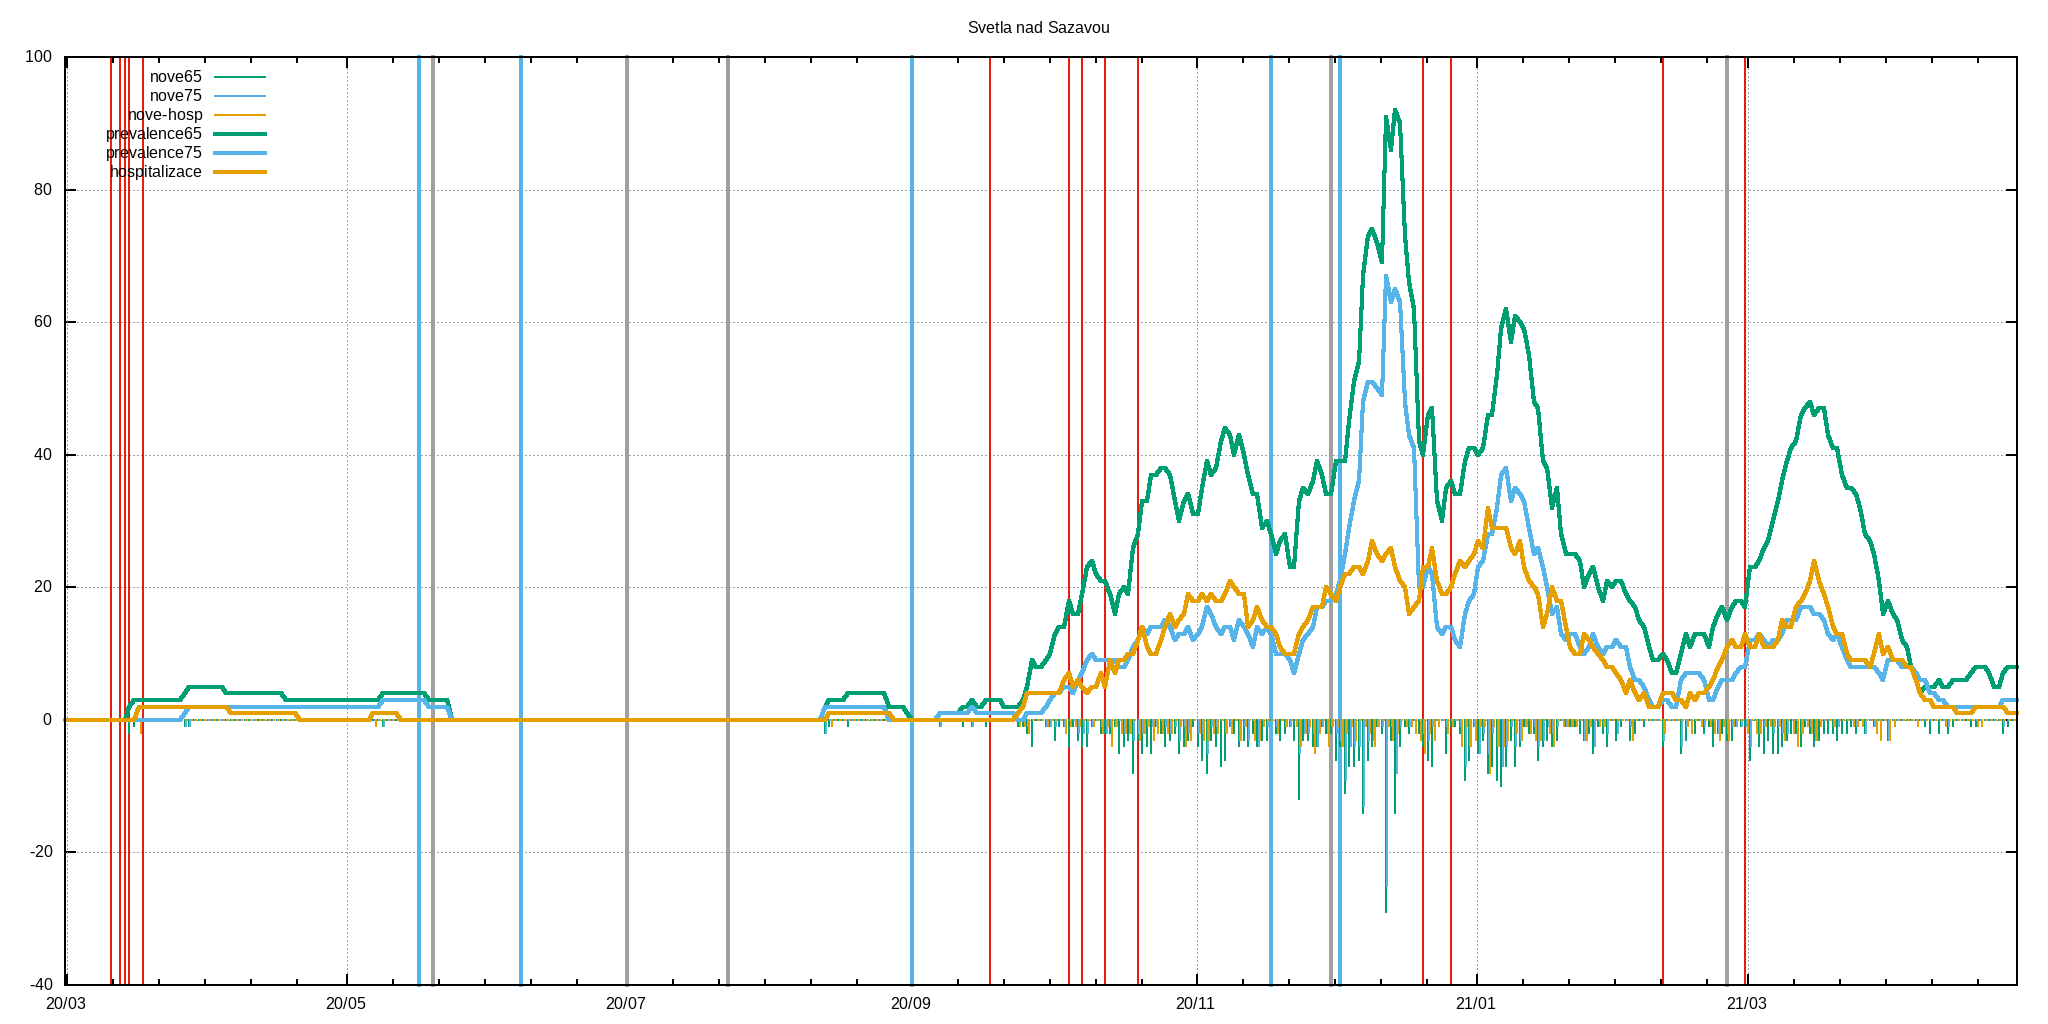 Svetla nad Sazavou
100
80
60
40
20
0
-20
-40
nove65
nove75
nove-hosp
prevalence65
prevalence75
hospitalizace
20/03 20/05 20/07 20/09 20/11 21/01 21/03